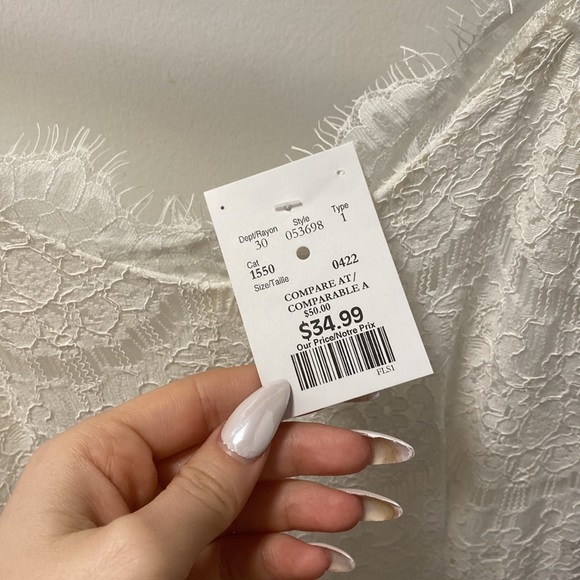 Dept/Rayon Style Type
30 053698 1
Cat
1550 0422
Size/Taille
COMPARE AT/
COMPARABLE A
$50.00
$34.99
Our Price/Notre Prix
FLS1